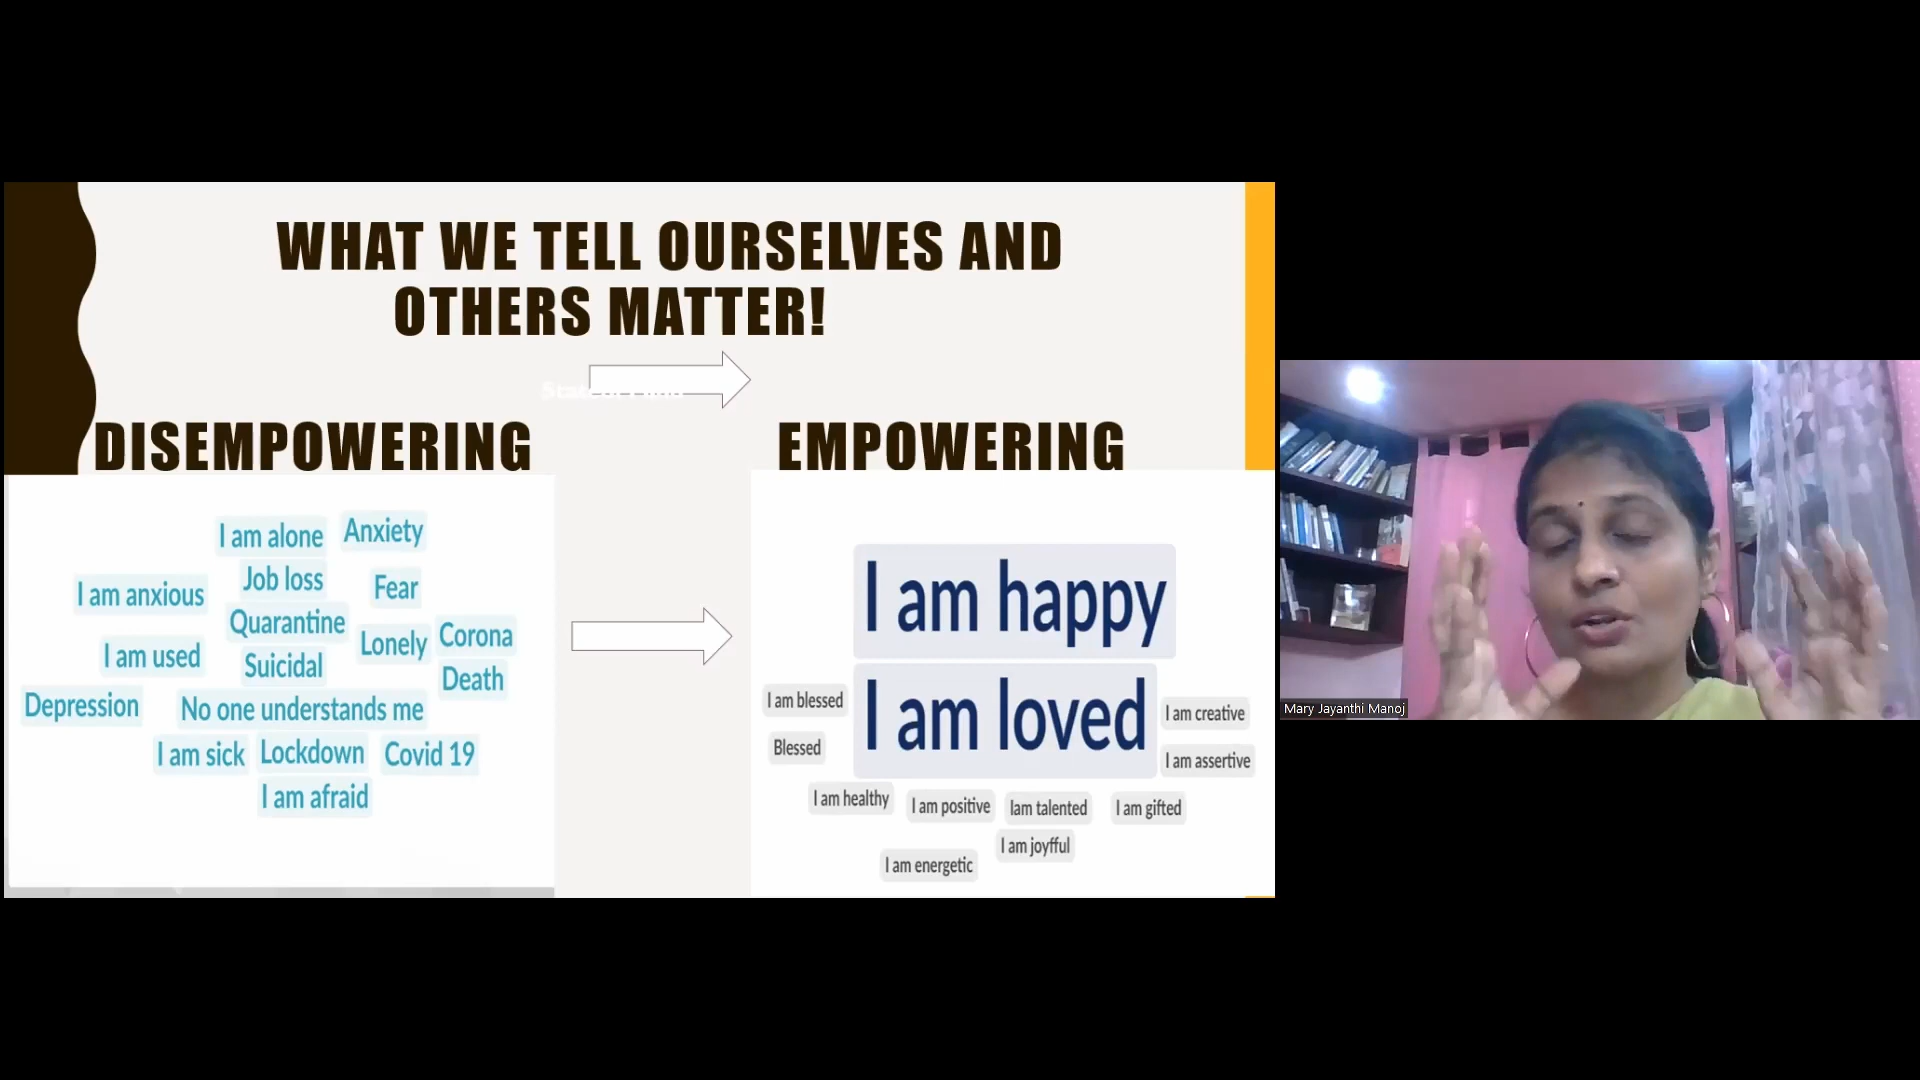 WHAT WE TELL OURSELVES AND
OTHERS MATTER!
DISEMPOWERING
EMPOWERING
I am alone
Anxiety
Job loss
Fear
I am anxious
Quarantine
Lonely
Corona
I am used
Suicidal
Death
Depression
No one understands me
I am sick
Lockdown
Covid 19
I am afraid
I am happy
I am loved
I am blessed
I am creative
Blessed
I am assertive
I am healthy
I am positive
Iam talented
I am gifted
I am joyfful
I am energetic
Mary Jayanthi Manoj